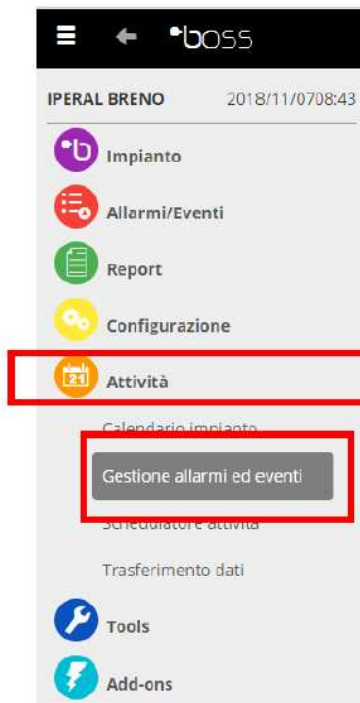 boss
IPERAL BRENO 2018/11/0708:43
b Impianto
Allarmi/Eventi
Report
Configurazione
21 Attività
Calendario impianto
Gestione allarmi ed eventi
Schedulatore attività
Trasferimento dati
Tools
Add-ons